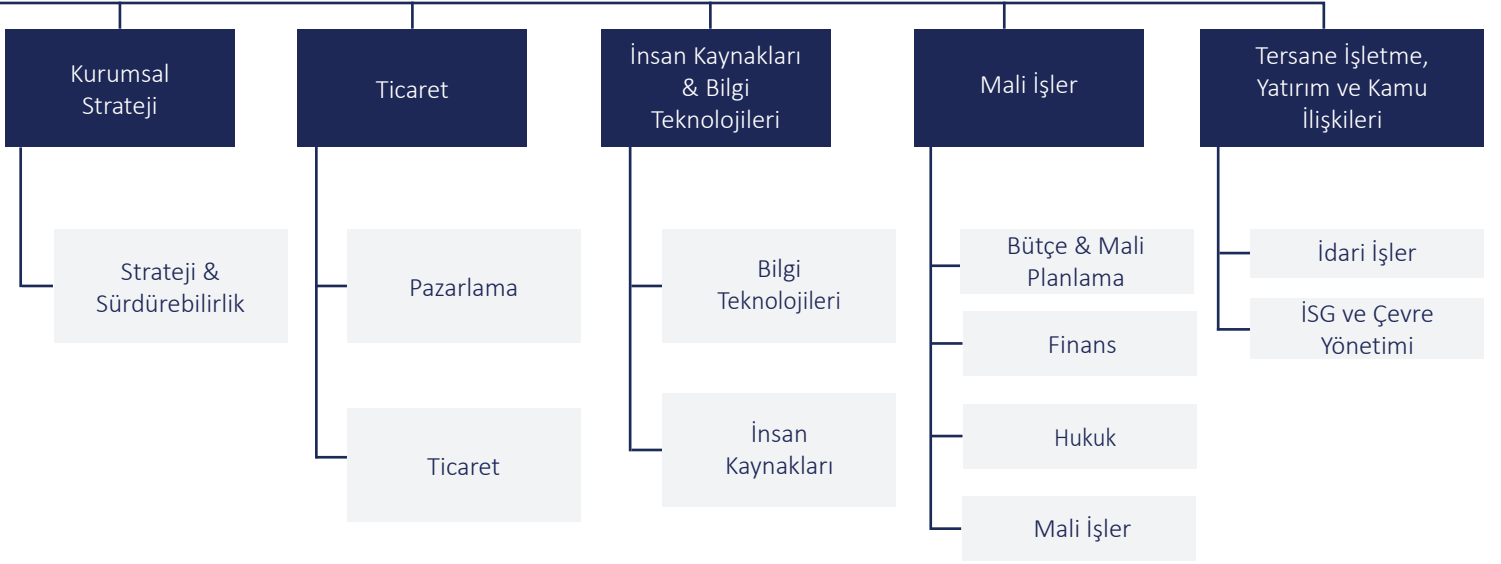 Kurumsal
Strateji
Ticaret
İnsan Kaynakları
& Bilgi
Teknolojileri
Mali İşler
Tersane İşletme,
Yatırım ve Kamu
İlişkileri
Strateji &
Sürdürebilirlik
Pazarlama
Ticaret
Bilgi
Teknolojileri
İnsan
Kaynakları
Bütçe & Mali
Planlama
Finans
Hukuk
Mali İşler
İdari İşler
İSG ve Çevre
Yönetimi